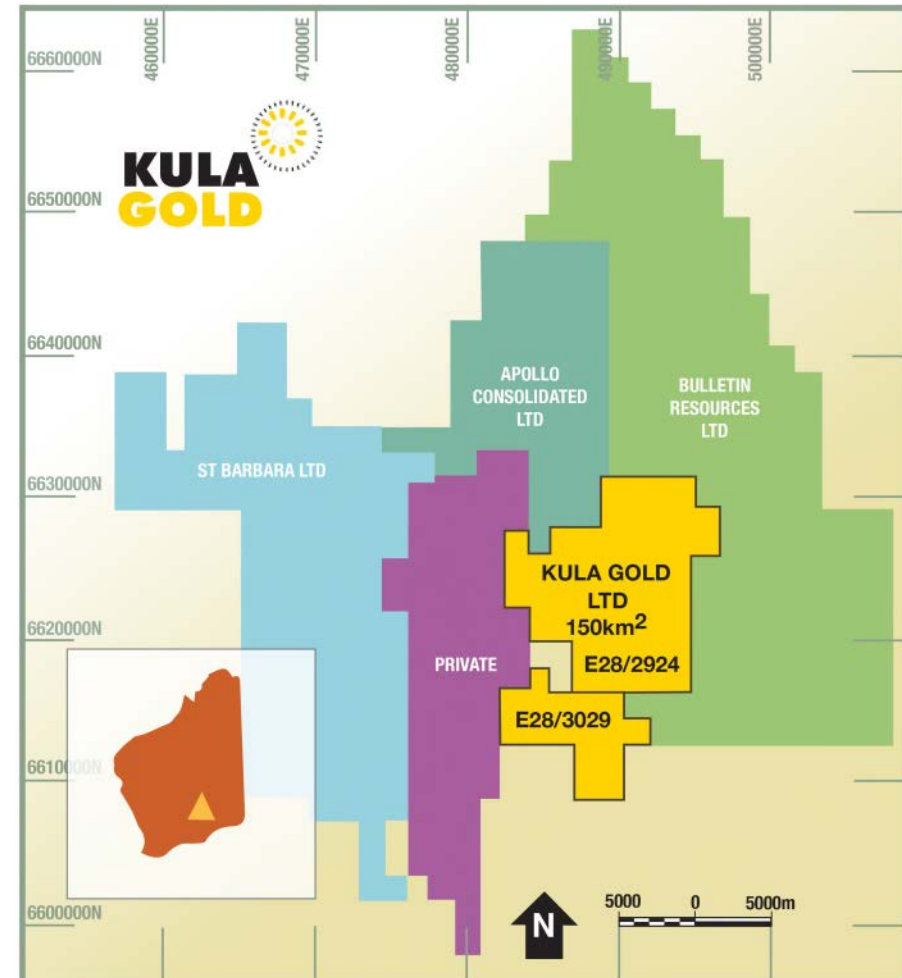 460000E
470000E
480000E
490000E
500000E
6660000N
KULA
GOLD
6650000N
6640000N
APOLLO
CONSOLIDATED
LTD
BULLETIN
RESOURCES
LTD
ST BARBARA LTD
6630000N
KULA GOLD
LTD
150km²
E28/2924
6620000N
PRIVATE
E28/3029
6610000N
5000 0 5000m
N
6600000N